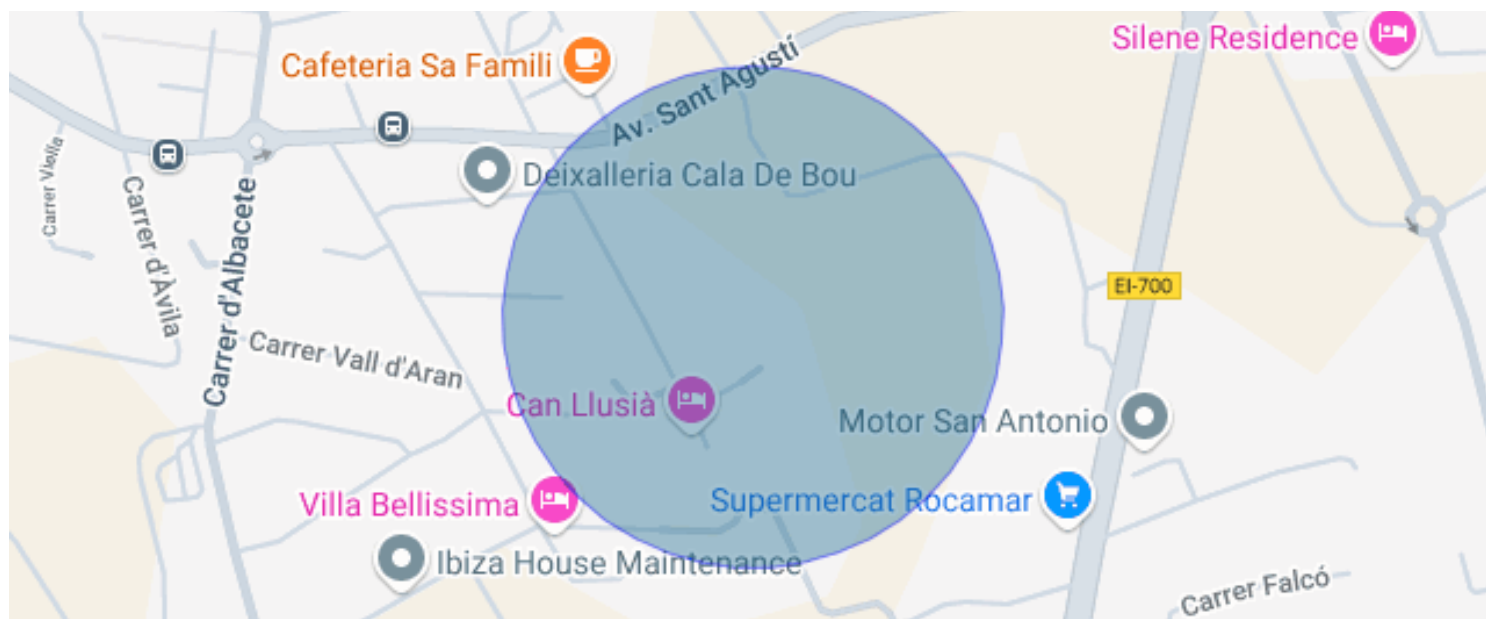 Silene Residence
Cafeteria Sa Famili
Av. Sant Agustí
Carrer Viella
Deixalleria Cala De Bou
Carrer d'Àvila
Carrer d'Albacete
EI-700
Carrer Vall d'Aran
Can Llusià
Motor San Antonio
Villa Bellissima
Supermercat Rocamar
Ibiza House Maintenance
Carrer Falcó